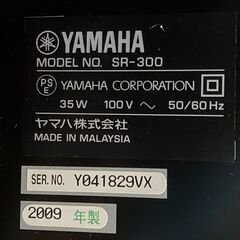 YAMAHA
MODEL NO. SR-300
PSE YAMAHA CORPORATION
35W 100V ～ 50/60Hz
ヤマハ株式会社
MADE IN MALAYSIA
SER.NO. Y041829VX
2009 年製